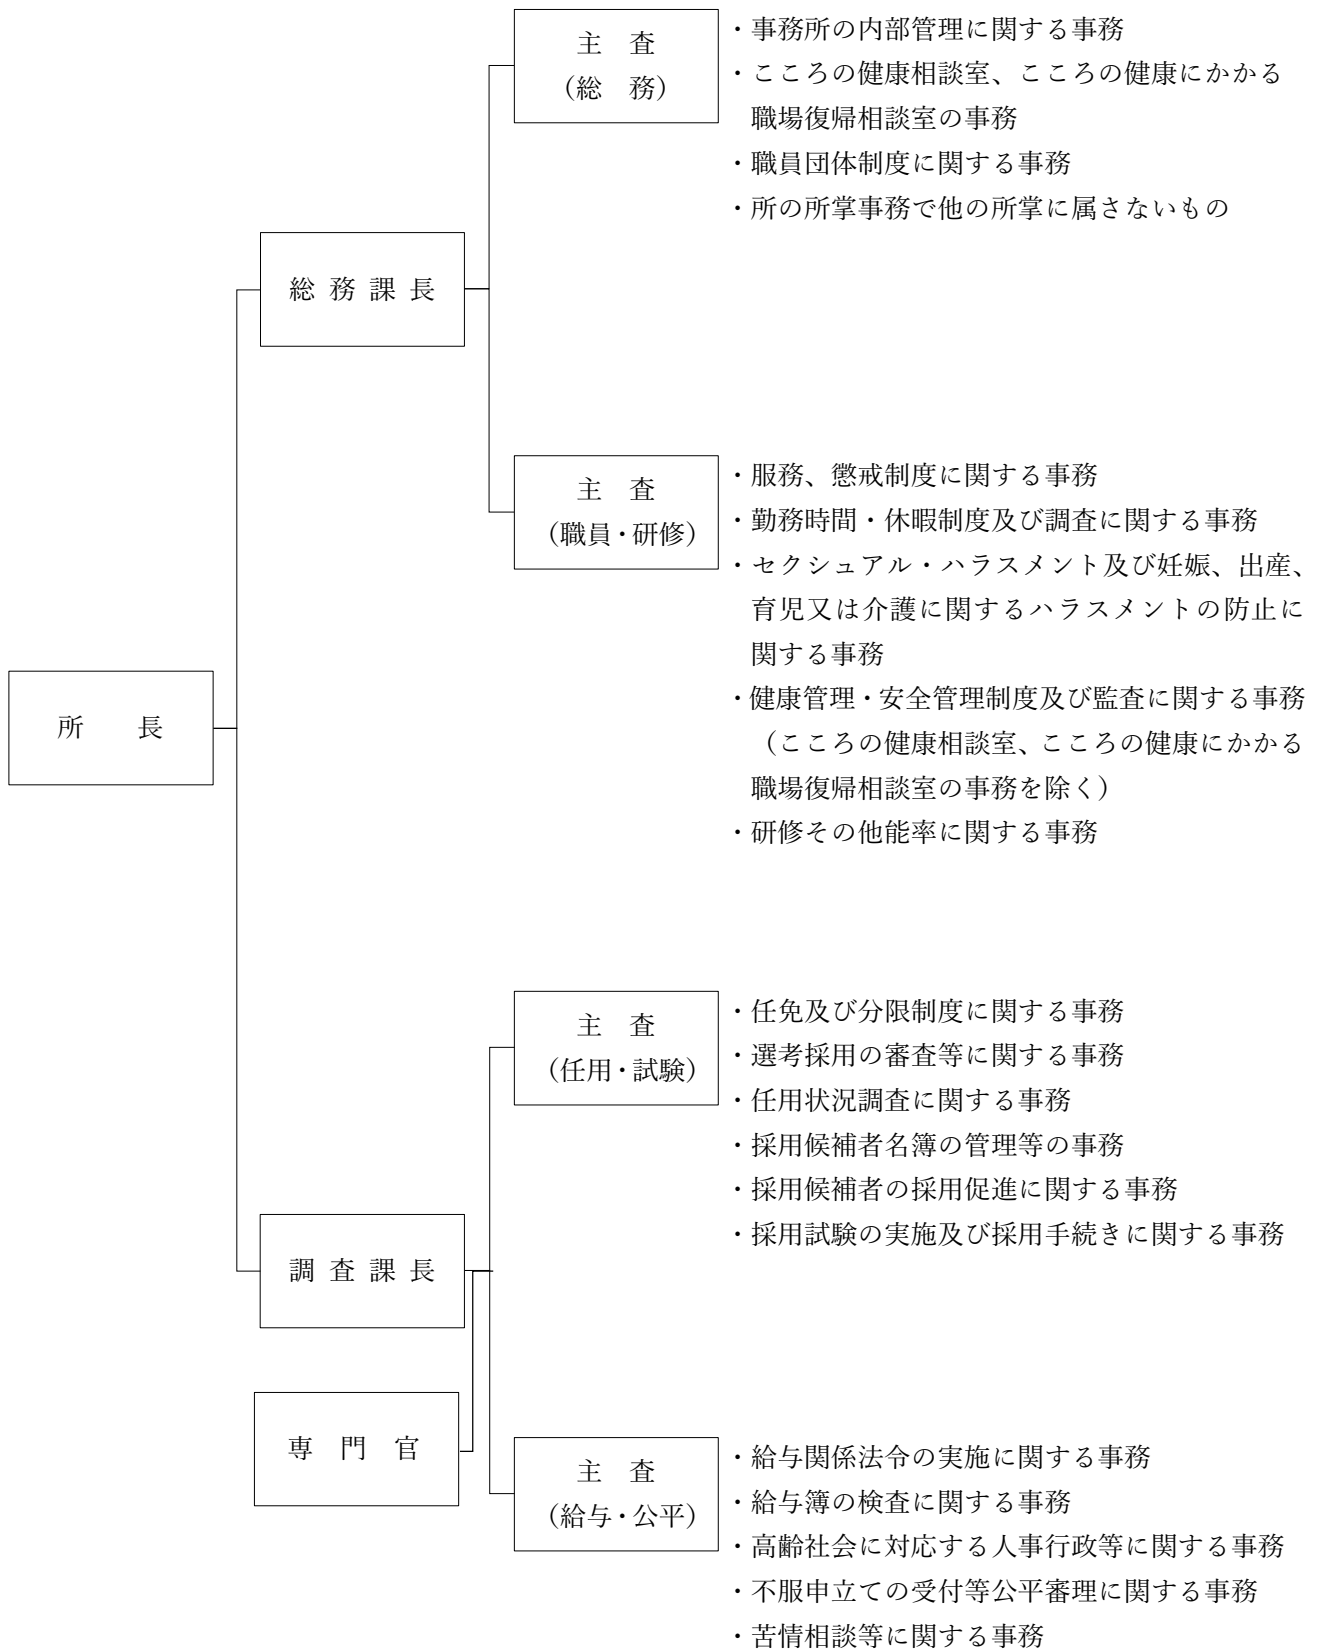 主　査
（総　務）
・事務所の内部管理に関する事務
・こころの健康相談室、こころの健康にかかる
職場復帰相談室の事務
・職員団体制度に関する事務
・所の所掌事務で他の所掌に属さないもの
総 務 課 長
主　査
（職員・研修）
・服務、懲戒制度に関する事務
・勤務時間・休暇制度及び調査に関する事務
・セクシュアル・ハラスメント及び妊娠、出産、
育児又は介護に関するハラスメントの防止に
関する事務
・健康管理・安全管理制度及び監査に関する事務
（こころの健康相談室、こころの健康にかかる
職場復帰相談室の事務を除く）
・研修その他能率に関する事務
所　　長
主　査
（任用・試験）
・任免及び分限制度に関する事務
・選考採用の審査等に関する事務
・任用状況調査に関する事務
・採用候補者名簿の管理等の事務
・採用候補者の採用促進に関する事務
・採用試験の実施及び採用手続きに関する事務
調 査 課 長
専　門　官
主　査
（給与・公平）
・給与関係法令の実施に関する事務
・給与簿の検査に関する事務
・高齢社会に対応する人事行政等に関する事務
・不服申立ての受付等公平審理に関する事務
・苦情相談等に関する事務